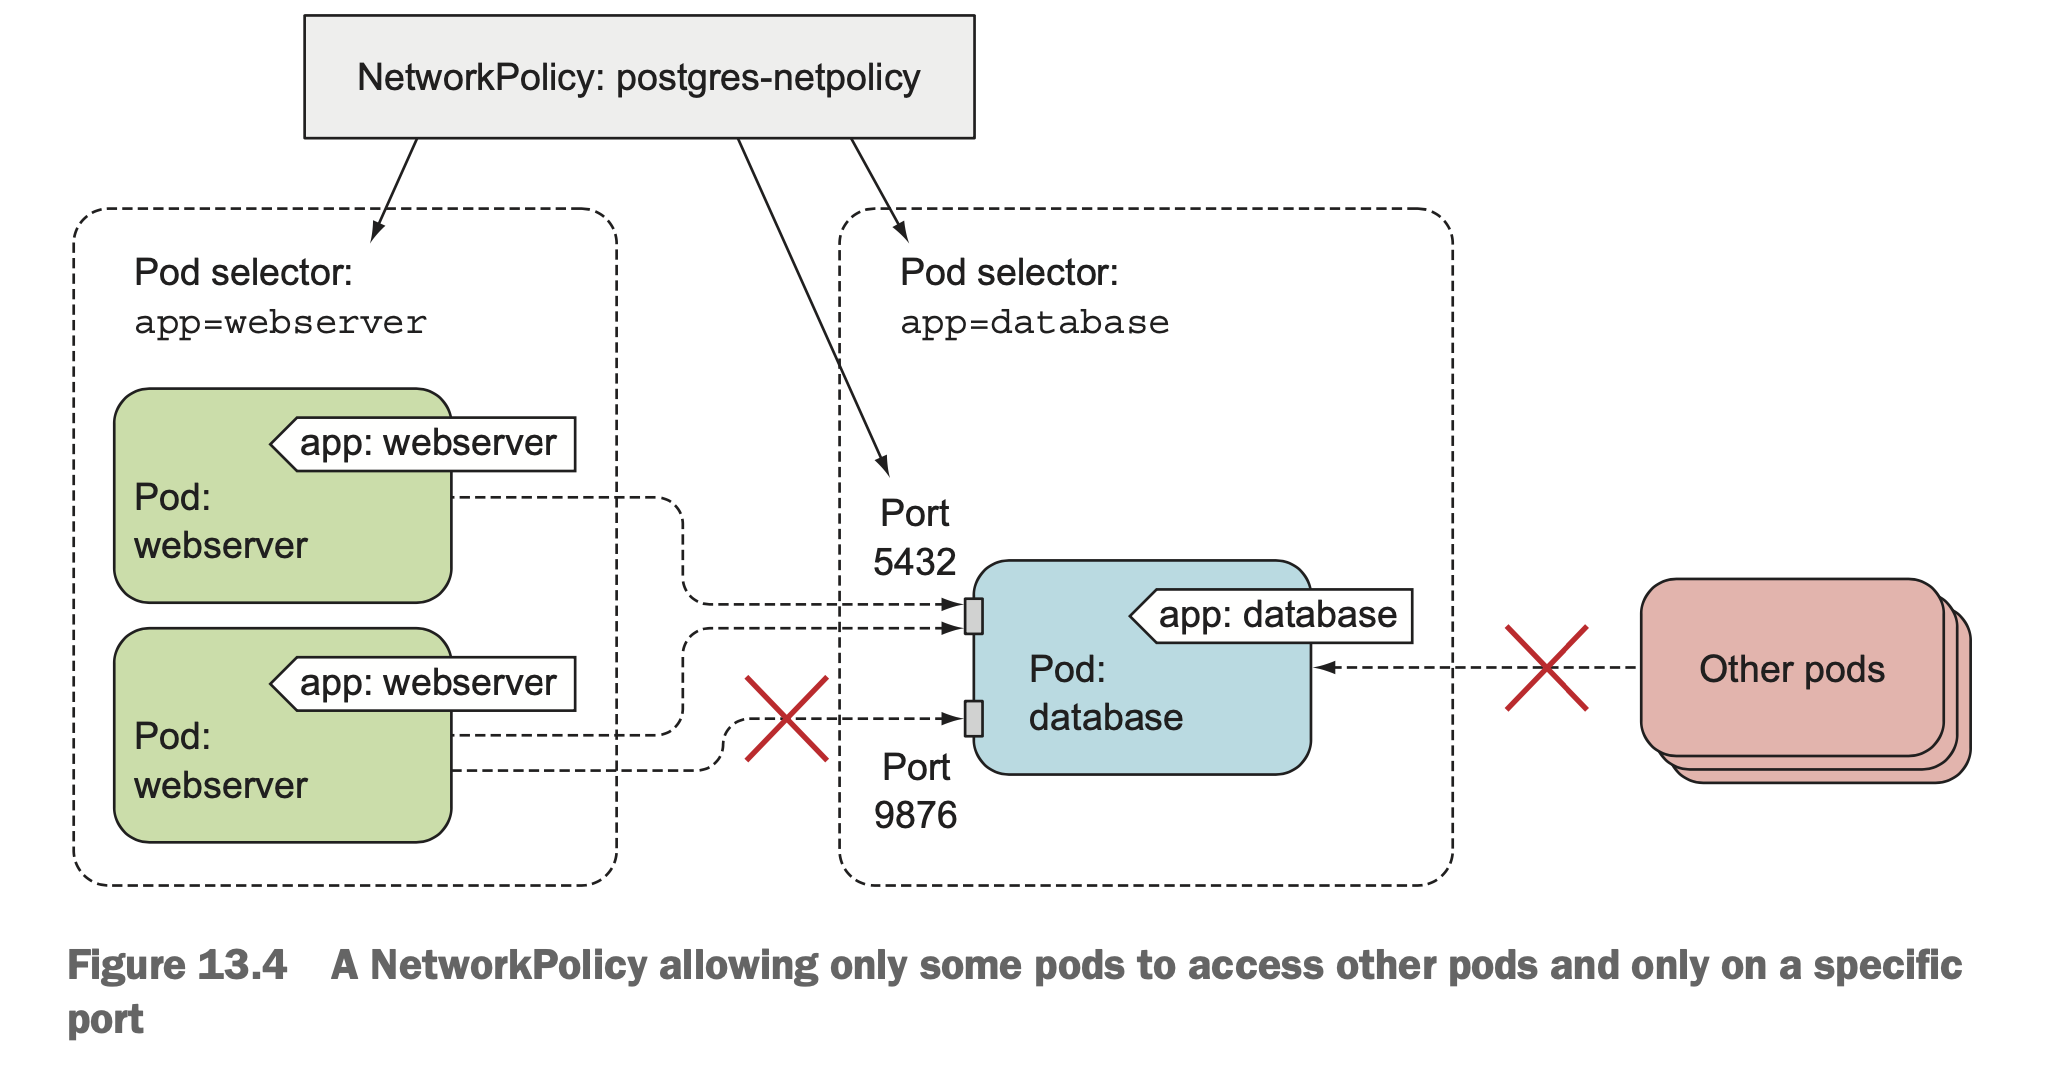 NetworkPolicy: postgres-netpolicy
Pod selector:
app=webserver
app: webserver
Pod:
webserver
app: webserver
Pod:
webserver
Pod selector:
app=database
Port
5432
app: database
Pod:
database
Port
9876
Other pods
Figure 13.4 A NetworkPolicy allowing only some pods to access other pods and only on a specific
port